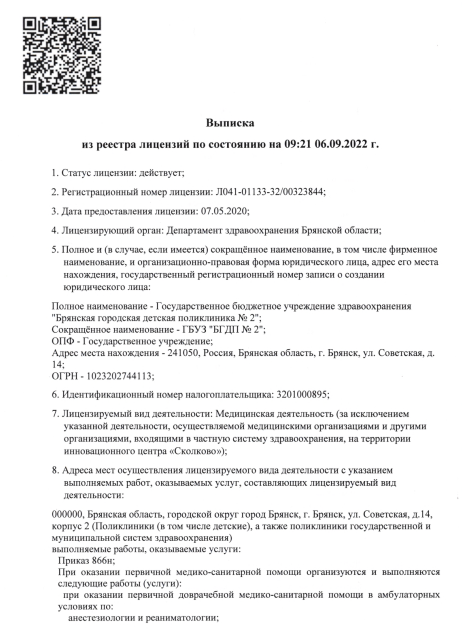 Выписка
из реестра лицензий по состоянию на 09:21 06.09.2022 г.
1. Статус лицензии: действует;
2. Регистрационный номер лицензии: Л041-01133-32/00323844;
3. Дата предоставления лицензии: 07.05.2020;
4. Лицензирующий орган: Департамент здравоохранения Брянской области;
5. Полное и (в случае, если имеется) сокращённое наименование, в том числе фирменное
наименование, и организационно-правовая форма юридического лица, адрес его места
нахождения, государственный регистрационный номер записи о создании
юридического лица:
Полное наименование - Государственное бюджетное учреждение здравоохранения
"Брянская городская детская поликлиника № 2";
Сокращённое наименование - ГБУЗ "БГДП № 2";
ОПФ - Государственное учреждение;
Адрес места нахождения - 241050, Россия, Брянская область, г. Брянск, ул. Советская, д.
14;
ОГРН - 1023202744113;
6. Идентификационный номер налогоплательщика: 3201000895;
7. Лицензируемый вид деятельности: Медицинская деятельность (за исключением
указанной деятельности, осуществляемой медицинскими организациями и другими
организациями, входящими в частную систему здравоохранения, на территории
инновационного центра «Сколково»);
8. Адреса мест осуществления лицензируемого вида деятельности с указанием
выполняемых работ, оказываемых услуг, составляющих лицензируемый вид
деятельности:
000000, Брянская область, городской округ город Брянск, г. Брянск, ул. Советская, д.14,
корпус 2 (Поликлиники (в том числе детские), а также поликлиники государственной и
муниципальной систем здравоохранения)
выполняемые работы, оказываемые услуги:
Приказ 866н;
При оказании первичной медико-санитарной помощи организуются и выполняются
следующие работы (услуги):
при оказании первичной доврачебной медико-санитарной помощи в амбулаторных
условиях по:
анестезиологии и реаниматологии;